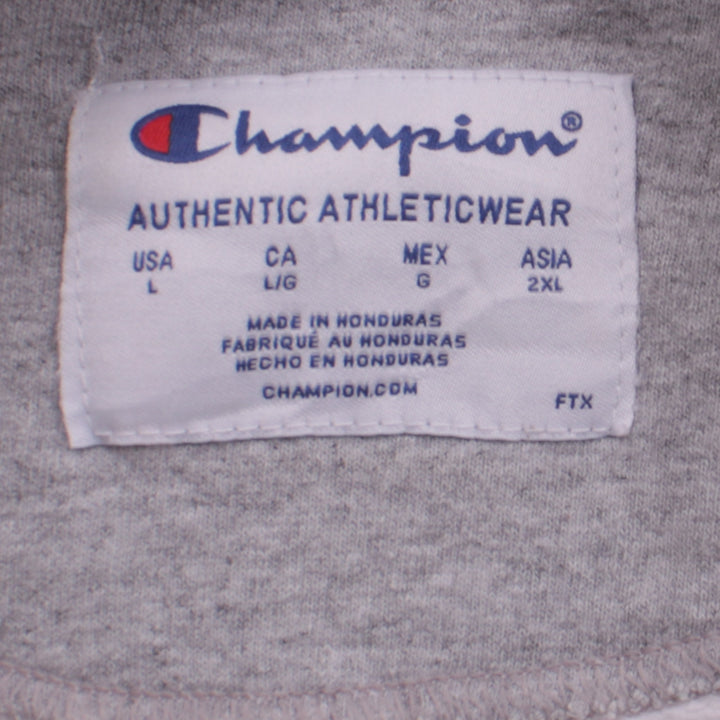 Champion®
AUTHENTIC ATHLETICWEAR
USA CA MEX ASIA
L L/G G 2XL
MADE IN HONDURAS
FABRIQUÉ AU HONDURAS
HECHO EN HONDURAS
CHAMPION.COM
FTX